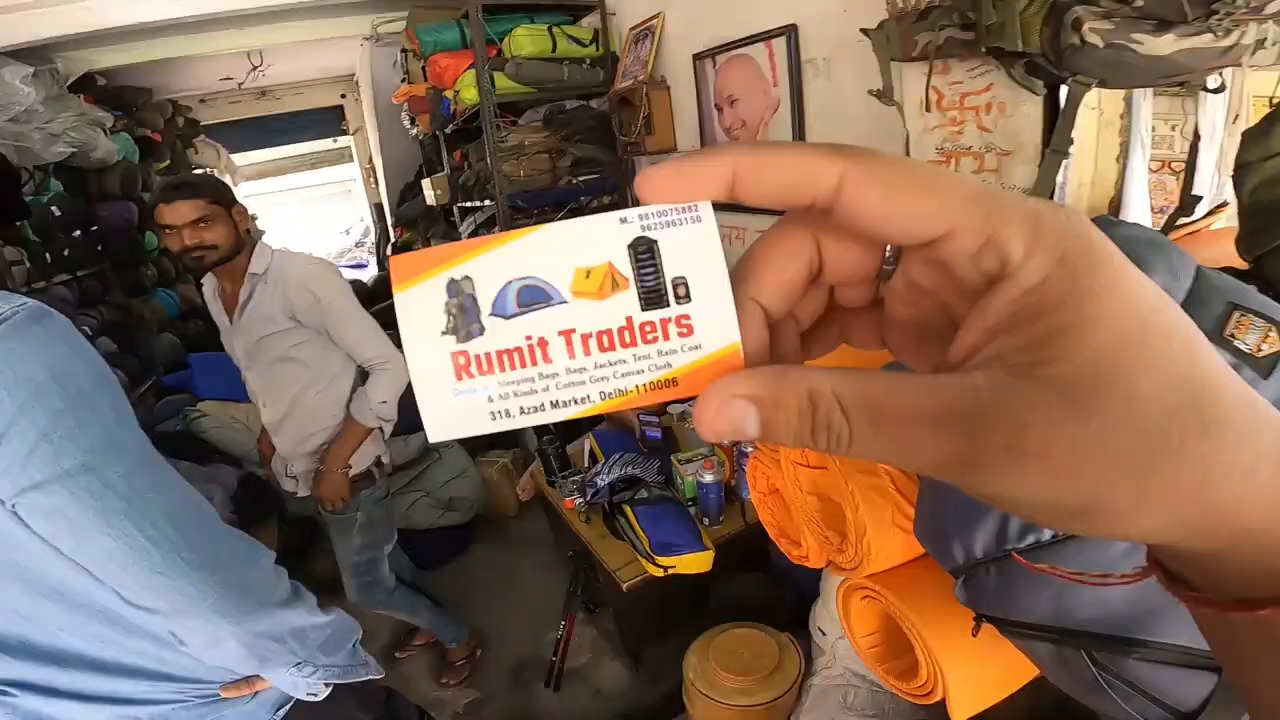 M.: 9810075882
9625963150
Rumit Traders
Sleeping Bags, Bags, Jackets, Tent, Rain Coat
& All Kinds of Cotton Grey Canvas Cloth
318, Azad Market, Delhi-110006